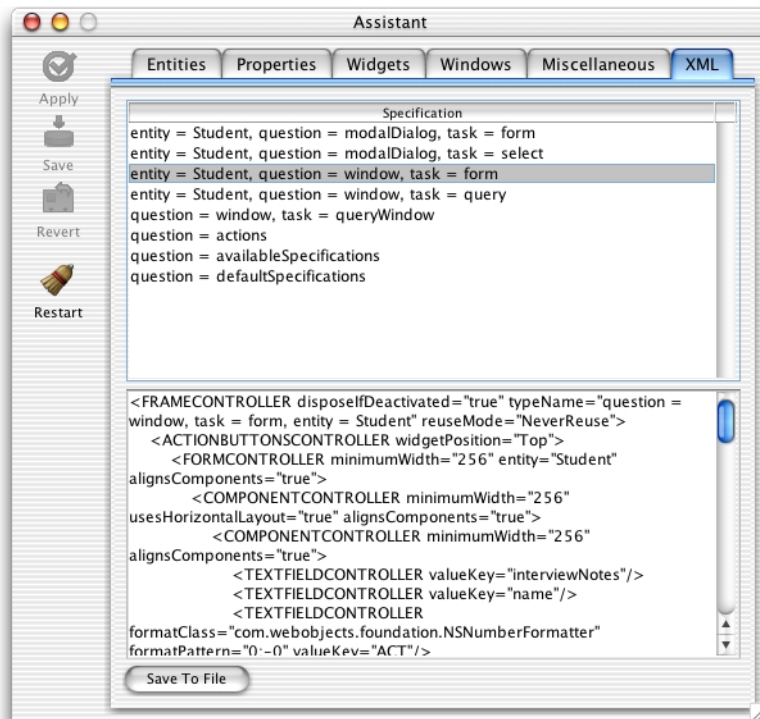 Assistant
Entities Properties Widgets Windows Miscellaneous XML
Apply
Save
Revert
Restart
Specification
entity = Student, question = modalDialog, task = form
entity = Student, question = modalDialog, task = select
entity = Student, question = window, task = form
entity = Student, question = window, task = query
question = window, task = queryWindow
question = actions
question = availableSpecifications
question = defaultSpecifications
<FRAMECONTROLLER disposeIfDeactivated="true" typeName="question =
window, task = form, entity = Student" reuseMode="NeverReuse">
<ACTIONBUTTONSCONTROLLER widgetPosition="Top">
<FORMCONTROLLER minimumWidth="256" entity="Student"
alignsComponents="true">
<COMPONENTCONTROLLER minimumWidth="256"
usesHorizontalLayout="true" alignsComponents="true">
<COMPONENTCONTROLLER minimumWidth="256"
alignsComponents="true">
<TEXTFIELDCONTROLLER valueKey="interviewNotes"/>
<TEXTFIELDCONTROLLER valueKey="name"/>
<TEXTFIELDCONTROLLER
formatClass="com.webobjects.foundation.NSNumberFormatter"
formatPattern="0;-0" valueKey="ACT"/>
Save To File